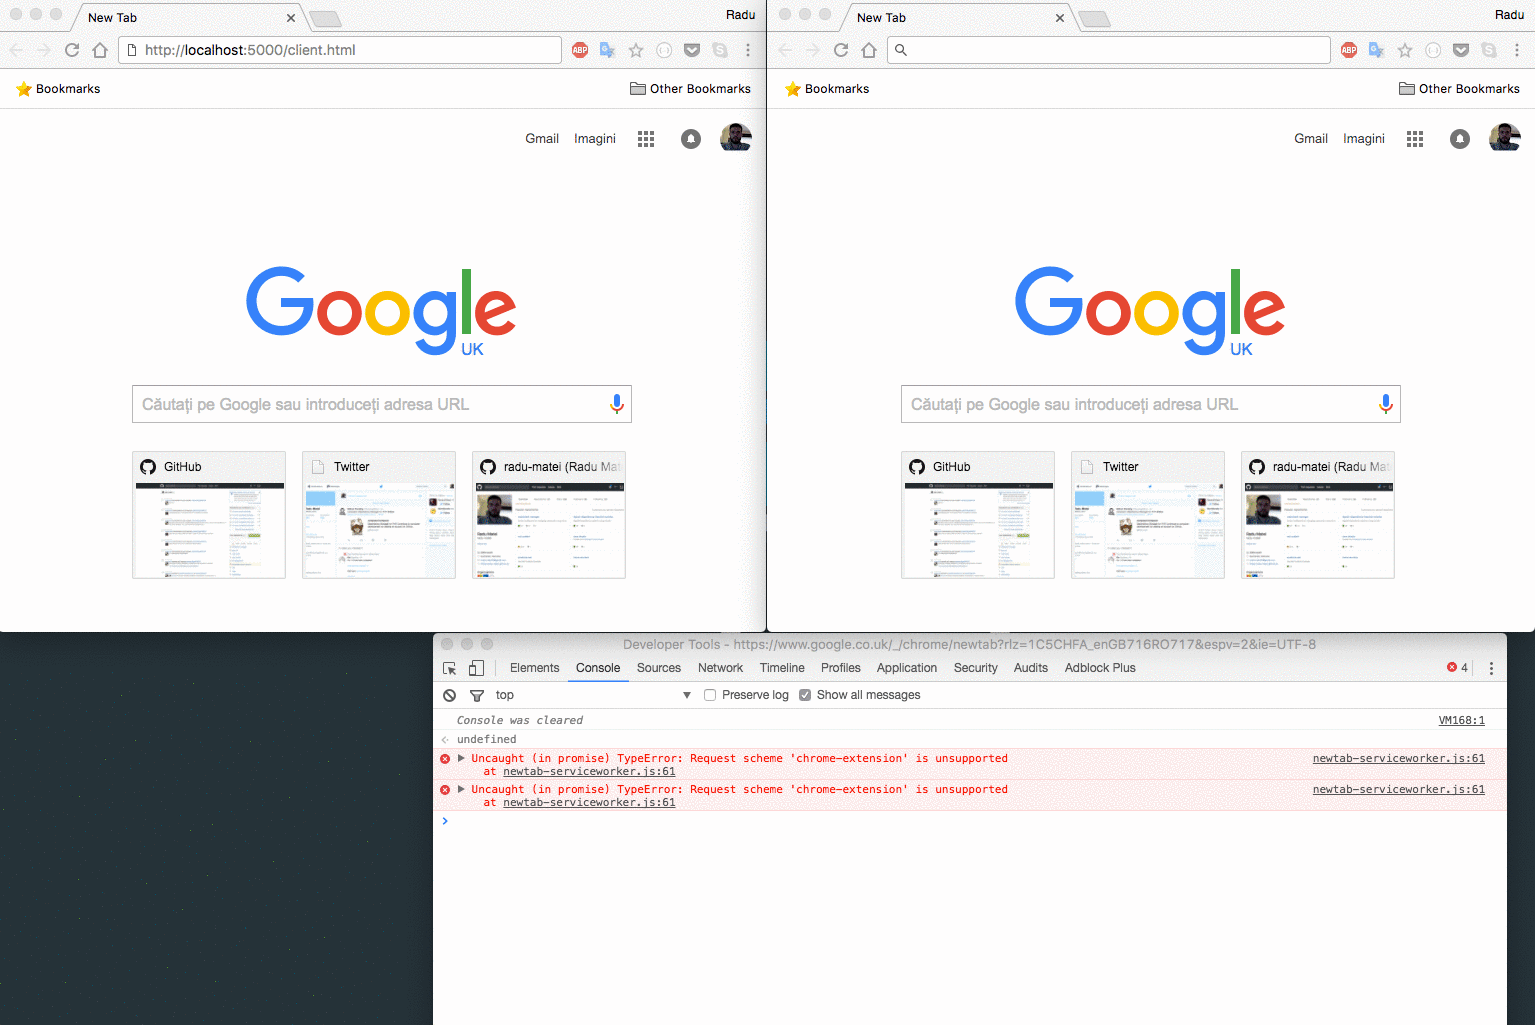 New Tab
Radu
http://localhost:5000/client.html
ABP
Bookmarks
Other Bookmarks
Gmail Imagini
Google
UK
Căutați pe Google sau introduceți adresa URL
GitHub
Twitter
radu-matei (Radu Mat
New Tab
Radu
ABP
Bookmarks
Other Bookmarks
Gmail Imagini
Google
UK
Căutați pe Google sau introduceți adresa URL
GitHub
Twitter
radu-matei (Radu Mat
Developer Tools - https://www.google.co.uk/_/chrome/newtab?rlz=1C5CHFA_enGB716RO717&espv=2&ie=UTF-8
Elements Console Sources Network Timeline Profiles Application Security Audits Adblock Plus 4
top Preserve log Show all messages
Console was cleared VM168:1
undefined
Uncaught (in promise) TypeError: Request scheme 'chrome-extension' is unsupported newtab-serviceworker.js:61
at newtab-serviceworker.js:61
Uncaught (in promise) TypeError: Request scheme 'chrome-extension' is unsupported newtab-serviceworker.js:61
at newtab-serviceworker.js:61